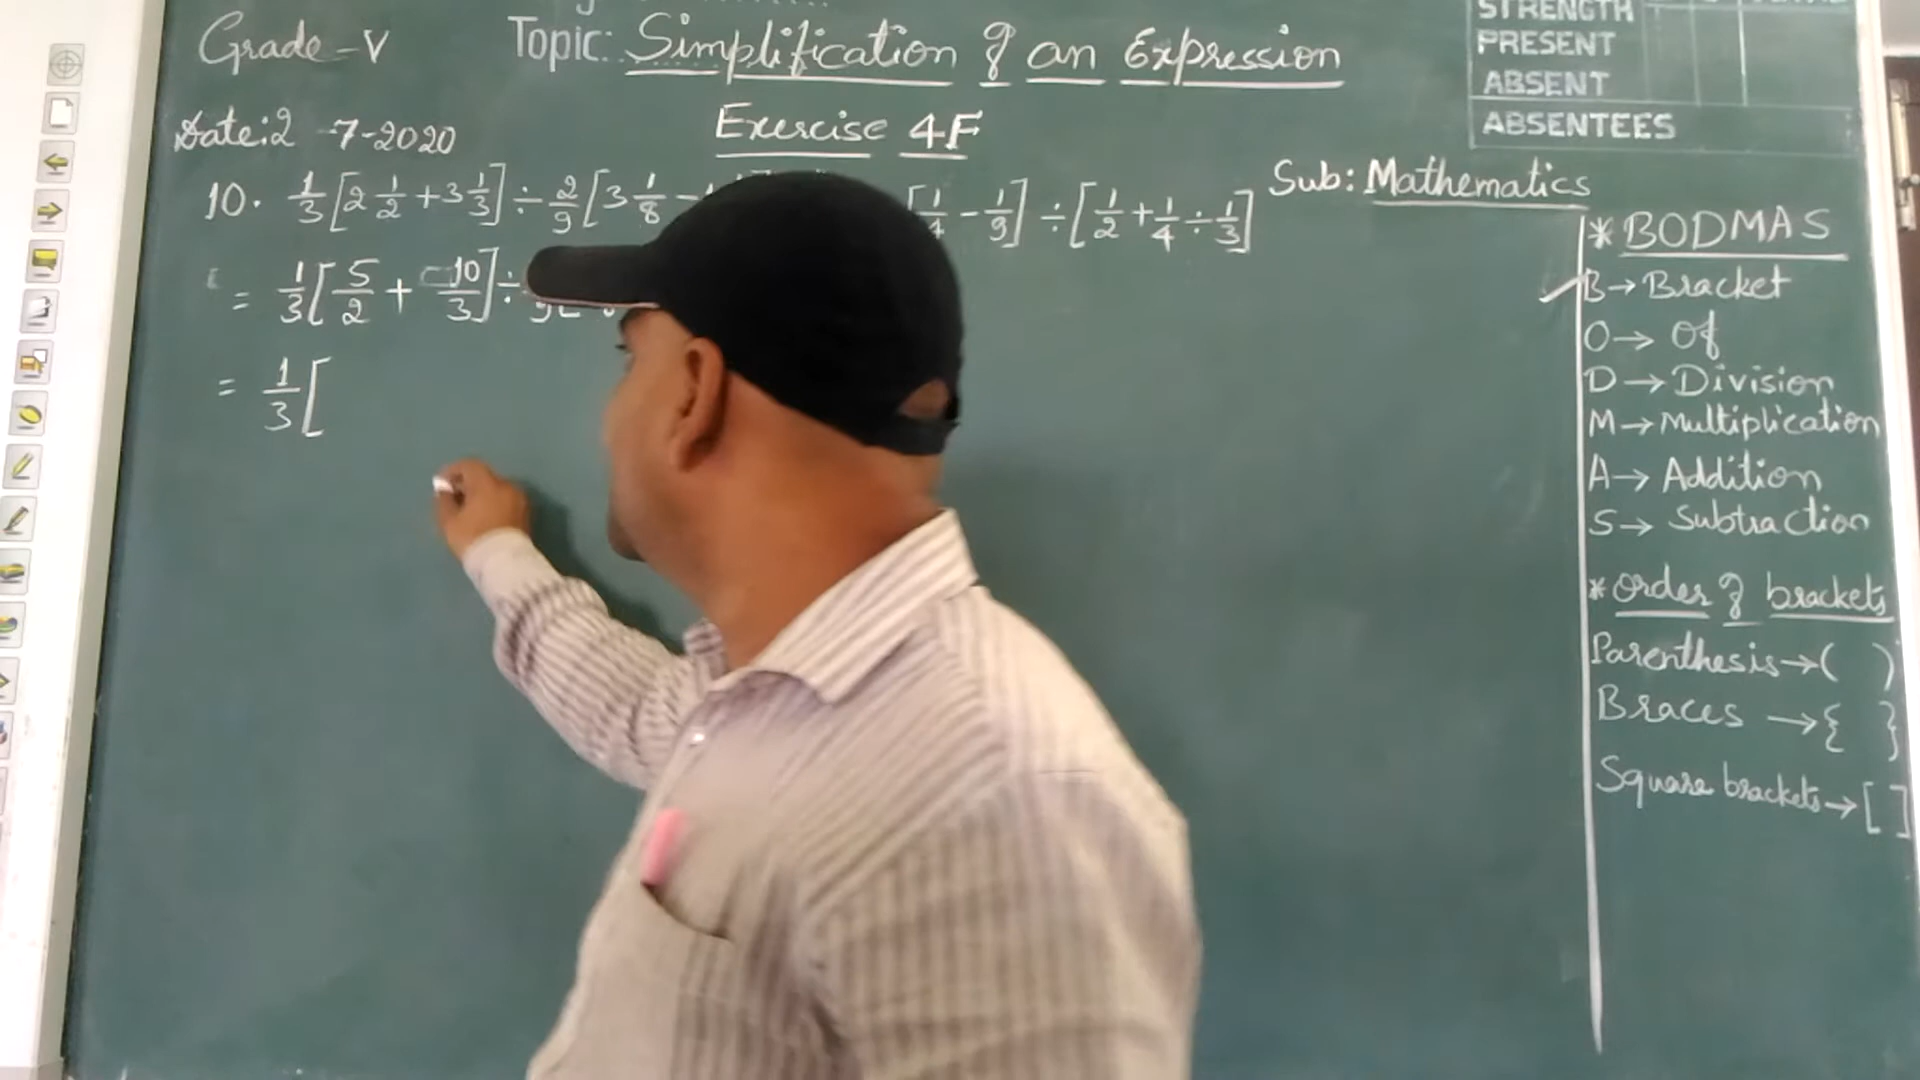 Grade - V Topic: Simplification of an Expression
STRENGTH
PRESENT
ABSENT
ABSENTEES
Date: 2 -7-2020 Exercise 4F
Sub: Mathematics
10. 1/3 [2 1/2 + 3 1/3] ÷ 2/9 [3 1/8 - [1/4 - 1/9] ÷ [1/2 + 1/4 ÷ 1/3]
= 1/3 [5/2 + 10/3] ÷
= 1/3 [
* BODMAS
B → Bracket
O → Of
D → Division
M → Multiplication
A → Addition
S → Subtraction
* Order of brackets
Parenthesis → ( )
Braces → { }
Square brackets → [ ]